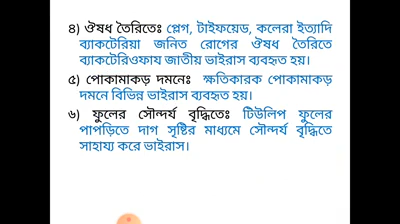 ৪) ঔষধ তৈরিতেঃ প্লেগ, টাইফয়েড, কলেরা ইত্যাদি
ব্যাকটেরিয়া জনিত রোগের ঔষধ তৈরিতে
ব্যাকটেরিওফায জাতীয় ভাইরাস ব্যবহৃত হয়।
৫) পোকামাকড় দমনেঃ ক্ষতিকারক পোকামাকড়
দমনে বিভিন্ন ভাইরাস ব্যবহৃত হয়।
৬) ফুলের সৌন্দর্য বৃদ্ধিতেঃ টিউলিপ ফুলের
পাপড়িতে দাগ সৃষ্টির মাধ্যমে সৌন্দর্য বৃদ্ধিতে
সাহায্য করে ভাইরাস।